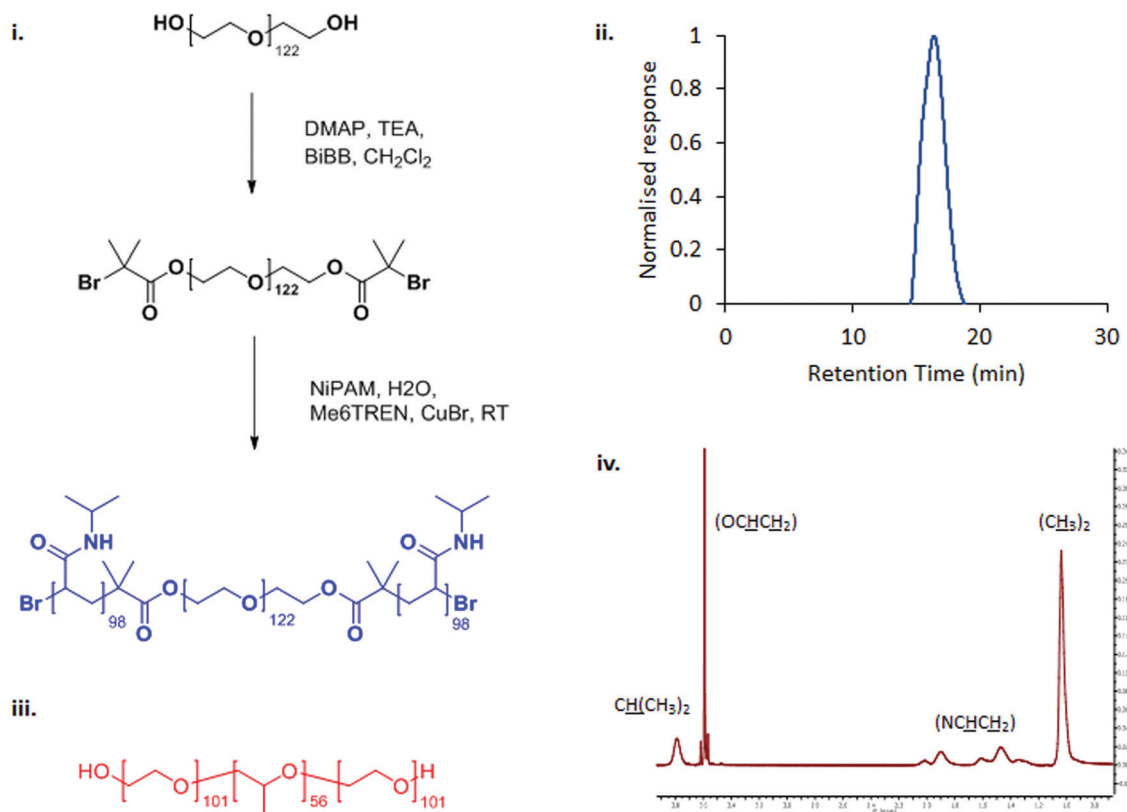 i.
HO
O
OH
122
DMAP, TEA,
BiBB, CH2Cl2
Br
O
O
O
122
O
O
Br
NiPAM, H2O,
Me6TREN, CuBr, RT
O
N-H
Br
98
O
O
O
122
O
O
O
N-H
98
Br
ii.
Normalised response
1
0.8
0.6
0.4
0.2
0
0
10
20
30
Retention Time (min)
iii.
HO
O
101
O
56
O
H
101
iv.
(OCHCH2)
(CH3)2
CH(CH3)2
(NCHCH2)